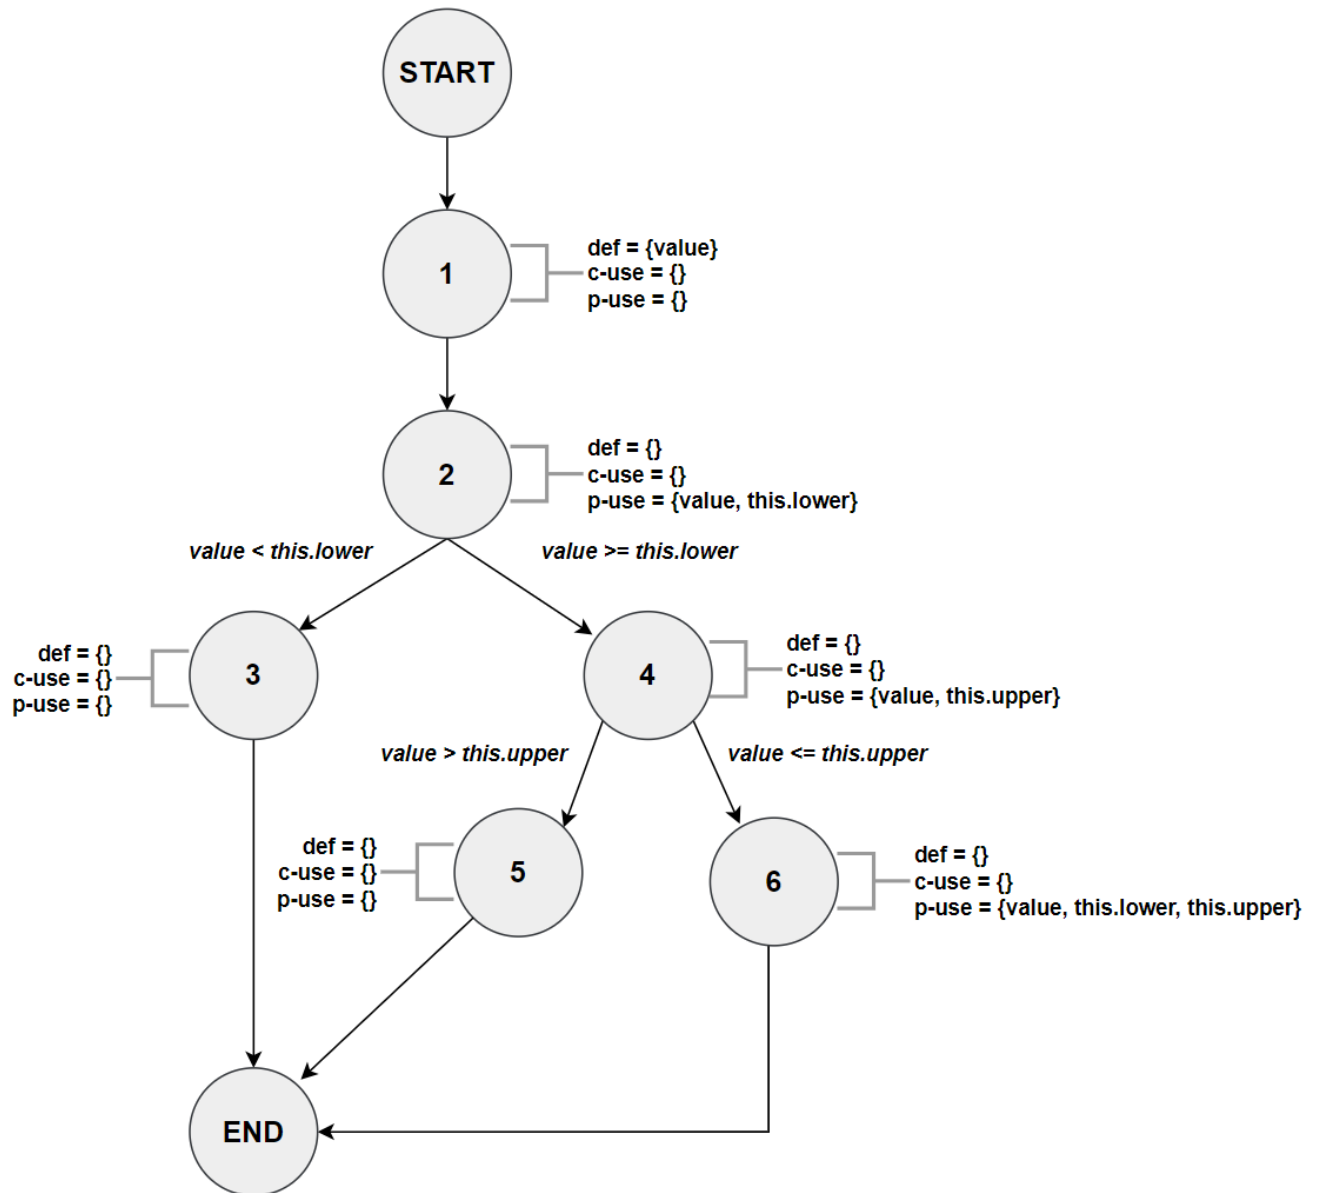 START
1
def = {value}
c-use = {}
p-use = {}
2
def = {}
c-use = {}
p-use = {value, this.lower}
value < this.lower
value >= this.lower
3
def = {}
c-use = {}
p-use = {}
4
def = {}
c-use = {}
p-use = {value, this.upper}
value > this.upper
value <= this.upper
5
def = {}
c-use = {}
p-use = {}
6
def = {}
c-use = {}
p-use = {value, this.lower, this.upper}
END